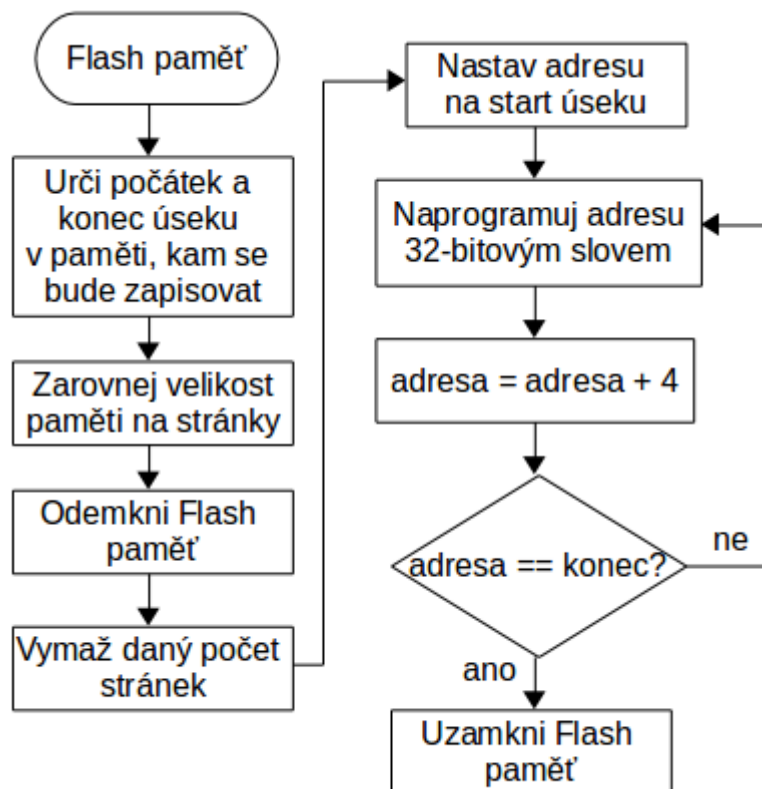 Flash paměť
Urči počátek a
konec úseku
v paměti, kam se
bude zapisovat
Zarovnej velikost
paměti na stránky
Odemkni Flash
paměť
Vymaž daný počet
stránek
Nastav adresu
na start úseku
Naprogramuj adresu
32-bitovým slovem
adresa = adresa + 4
adresa == konec?
ne
ano
Uzamkni Flash
paměť